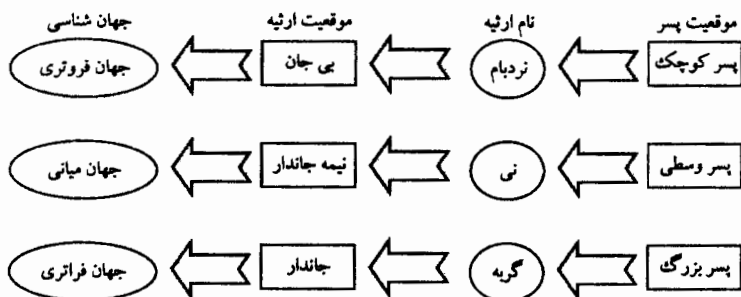 موقعیت پسر نام ارثیه موقعیت ارثیه جهان شناسی
پسر کوچک نردبام بی جان جهان فروتری
پسر وسطی نی نیمه جاندار جهان میانی
پسر بزرگ گربه جاندار جهان فراتری